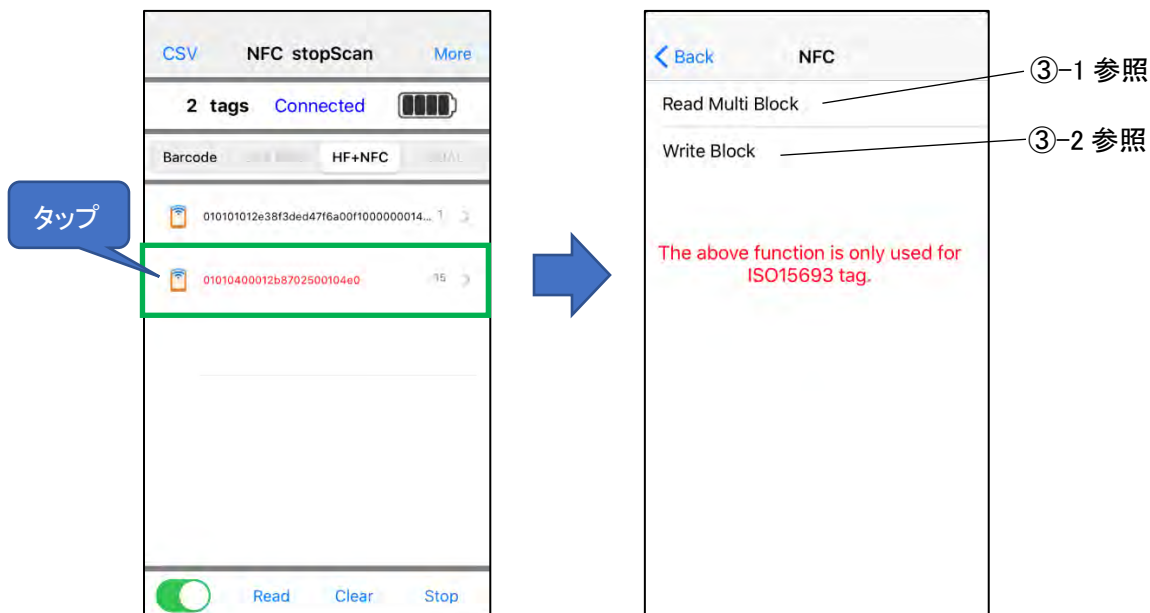 CSV NFC stopScan More
2 tags Connected
Barcode HF+NFC
タップ
010101012e38f3ded47f6a00f1000000014... 1
01010400012b8702500104e0 15
Read Clear Stop
Back NFC
Read Multi Block
③-1 参照
Write Block
③-2 参照
The above function is only used for
ISO15693 tag.